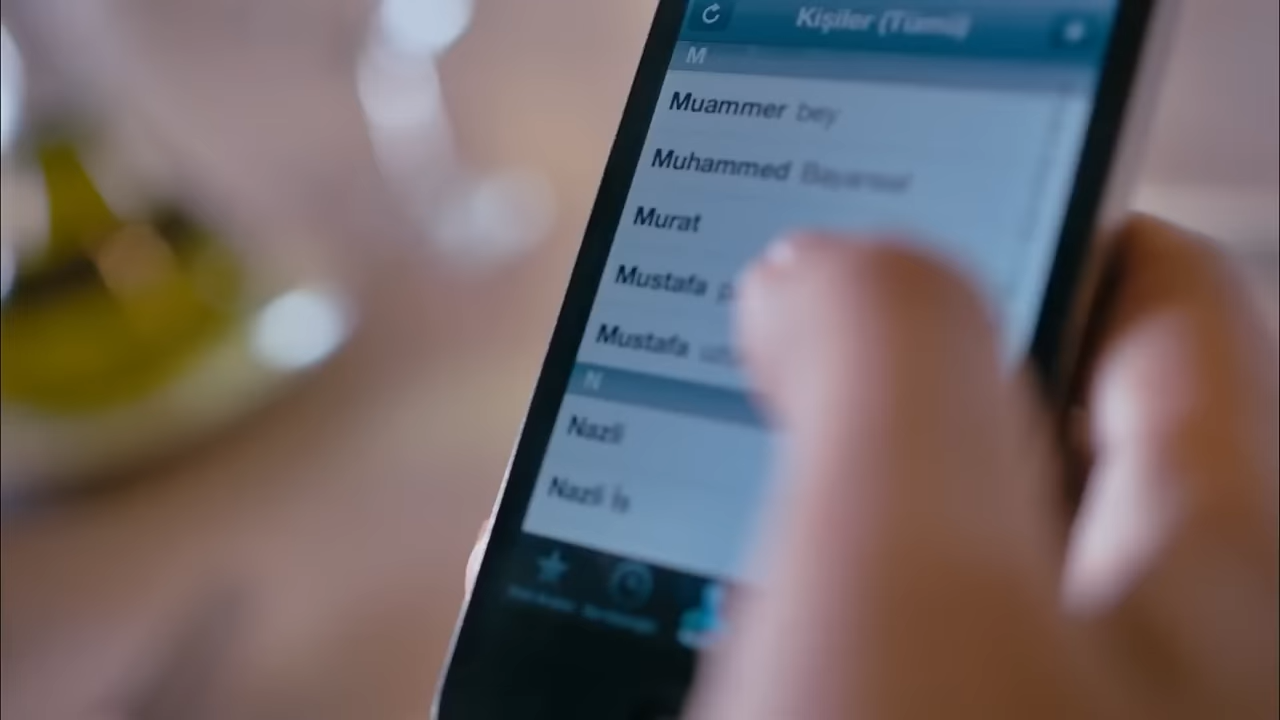 Kişiler (Tümü)
M
Muammer bey
Muhammed
Murat
Mustafa
Mustafa
N
Nazli
Nazli İs